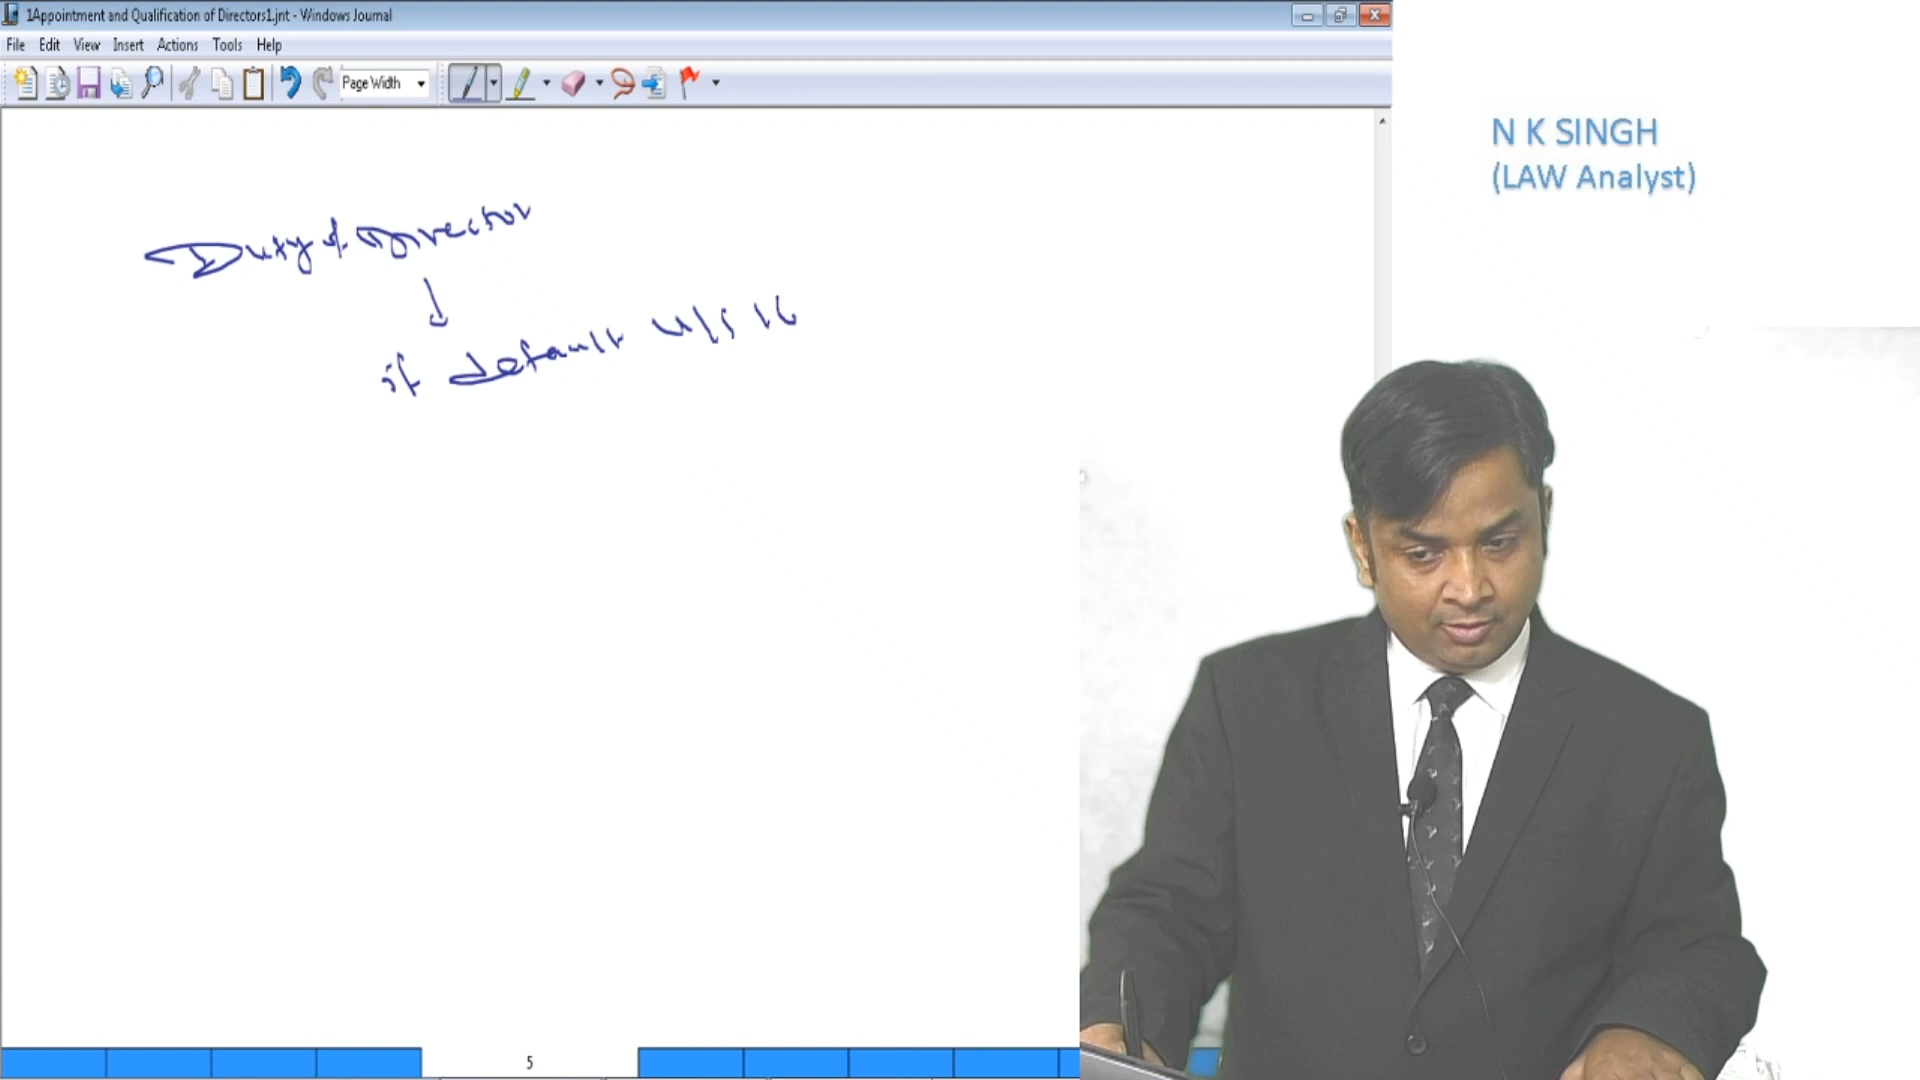 1Appointment and Qualification of Directors1.jnt - Windows Journal
File Edit View Insert Actions Tools Help
Page Width
N K SINGH
(LAW Analyst)
Duty of Director
if default u/s 16
5